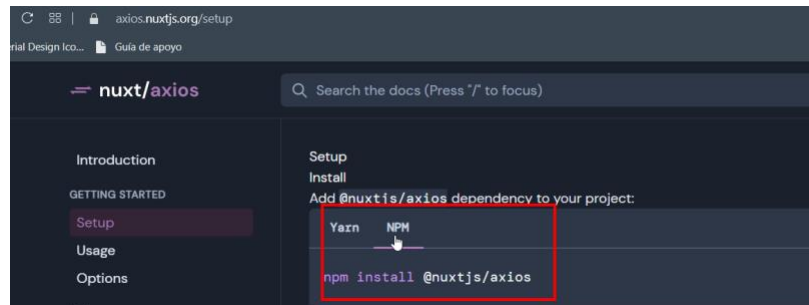 axios.nuxtjs.org/setup
rial Design Ico... Guía de apoyo
nuxt/axios
Search the docs (Press "/" to focus)
Introduction
GETTING STARTED
Setup
Usage
Options
Setup
Install
Add @nuxtjs/axios dependency to your project:
Yarn NPM
npm install @nuxtjs/axios